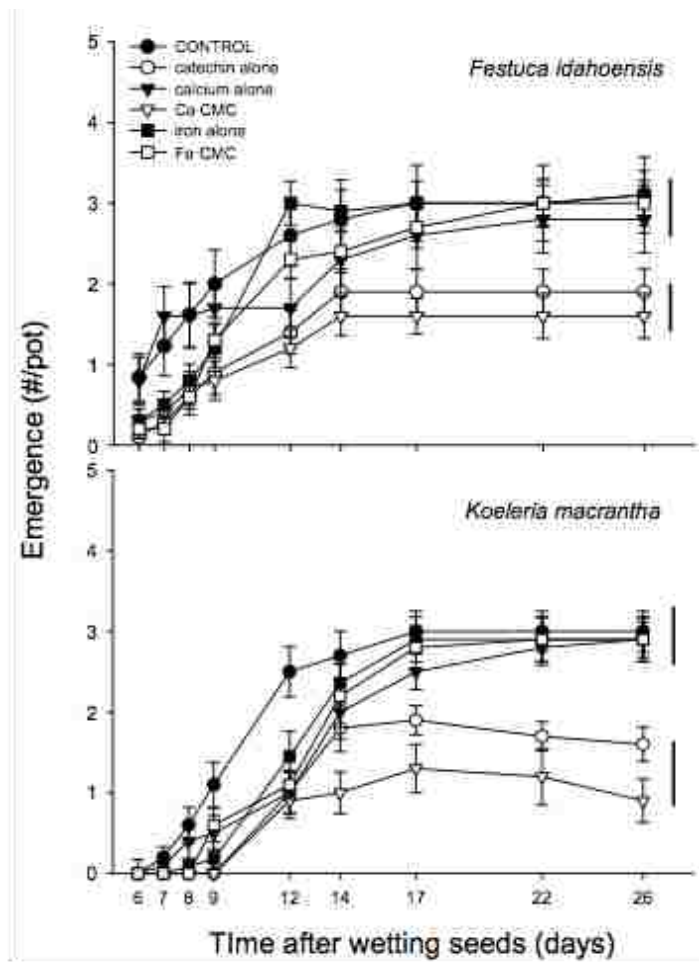 5
CONTROL
catechin alone
calcium alone
Ca CMC
iron alone
Fe CMC
Festuca Idahoensis
4
3
2
1
0
Emergence (#/pot)
5
Koeleria macrantha
4
3
2
1
0
6 7 8 9 12 14 17 22 26
Time after wetting seeds (days)